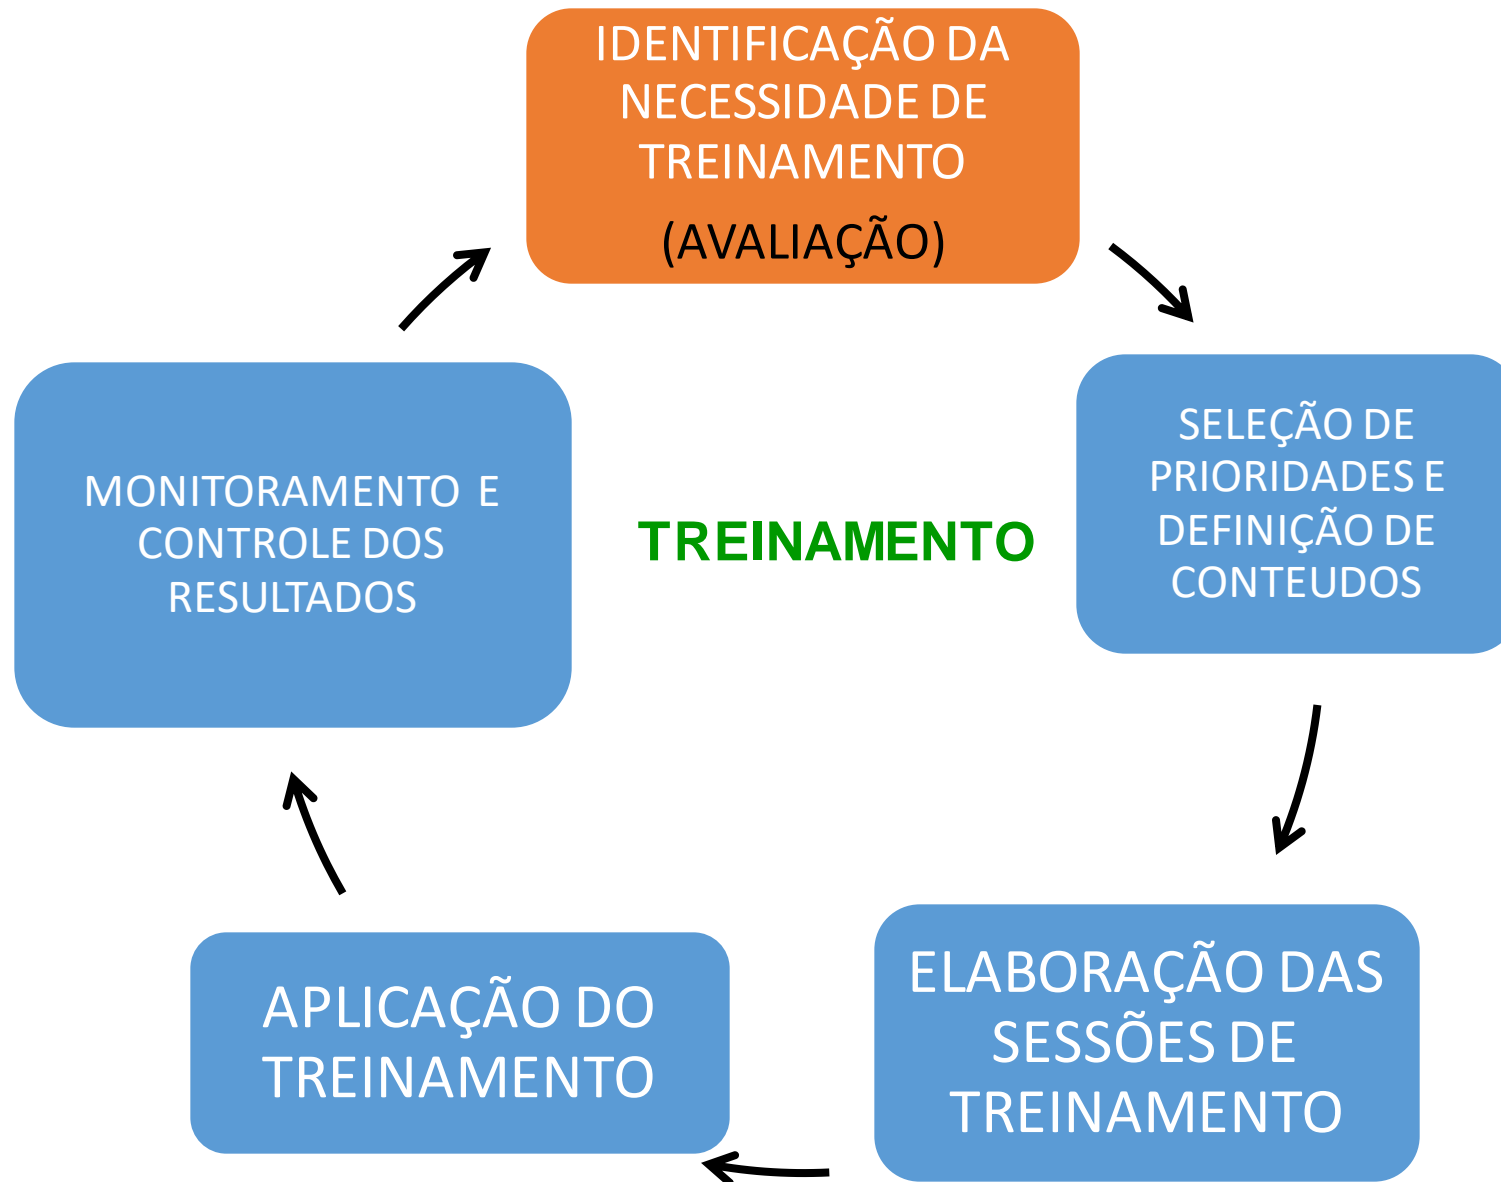 IDENTIFICAÇÃO DA
NECESSIDADE DE
TREINAMENTO
(AVALIAÇÃO)
SELEÇÃO DE
PRIORIDADES E
DEFINIÇÃO DE
CONTEUDOS
MONITORAMENTO E
CONTROLE DOS
RESULTADOS
TREINAMENTO
ELABORAÇÃO DAS
SESSÕES DE
TREINAMENTO
APLICAÇÃO DO
TREINAMENTO